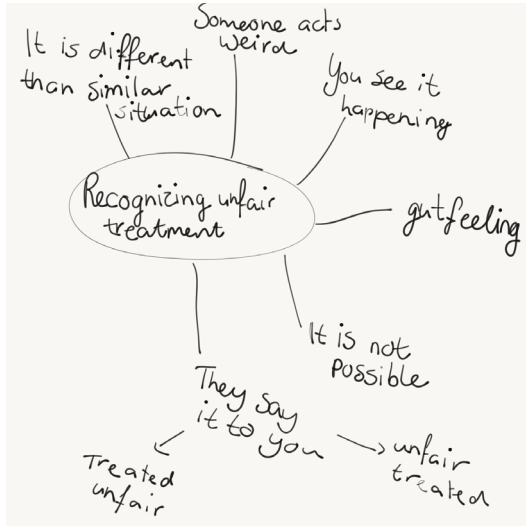 Someone acts
weird
It is different
than similar
situation
You see it
happening
Recognizing unfair
treatment
gutfeeling
It is not
possible
They say
it to you
Treated
unfair
unfair
treated